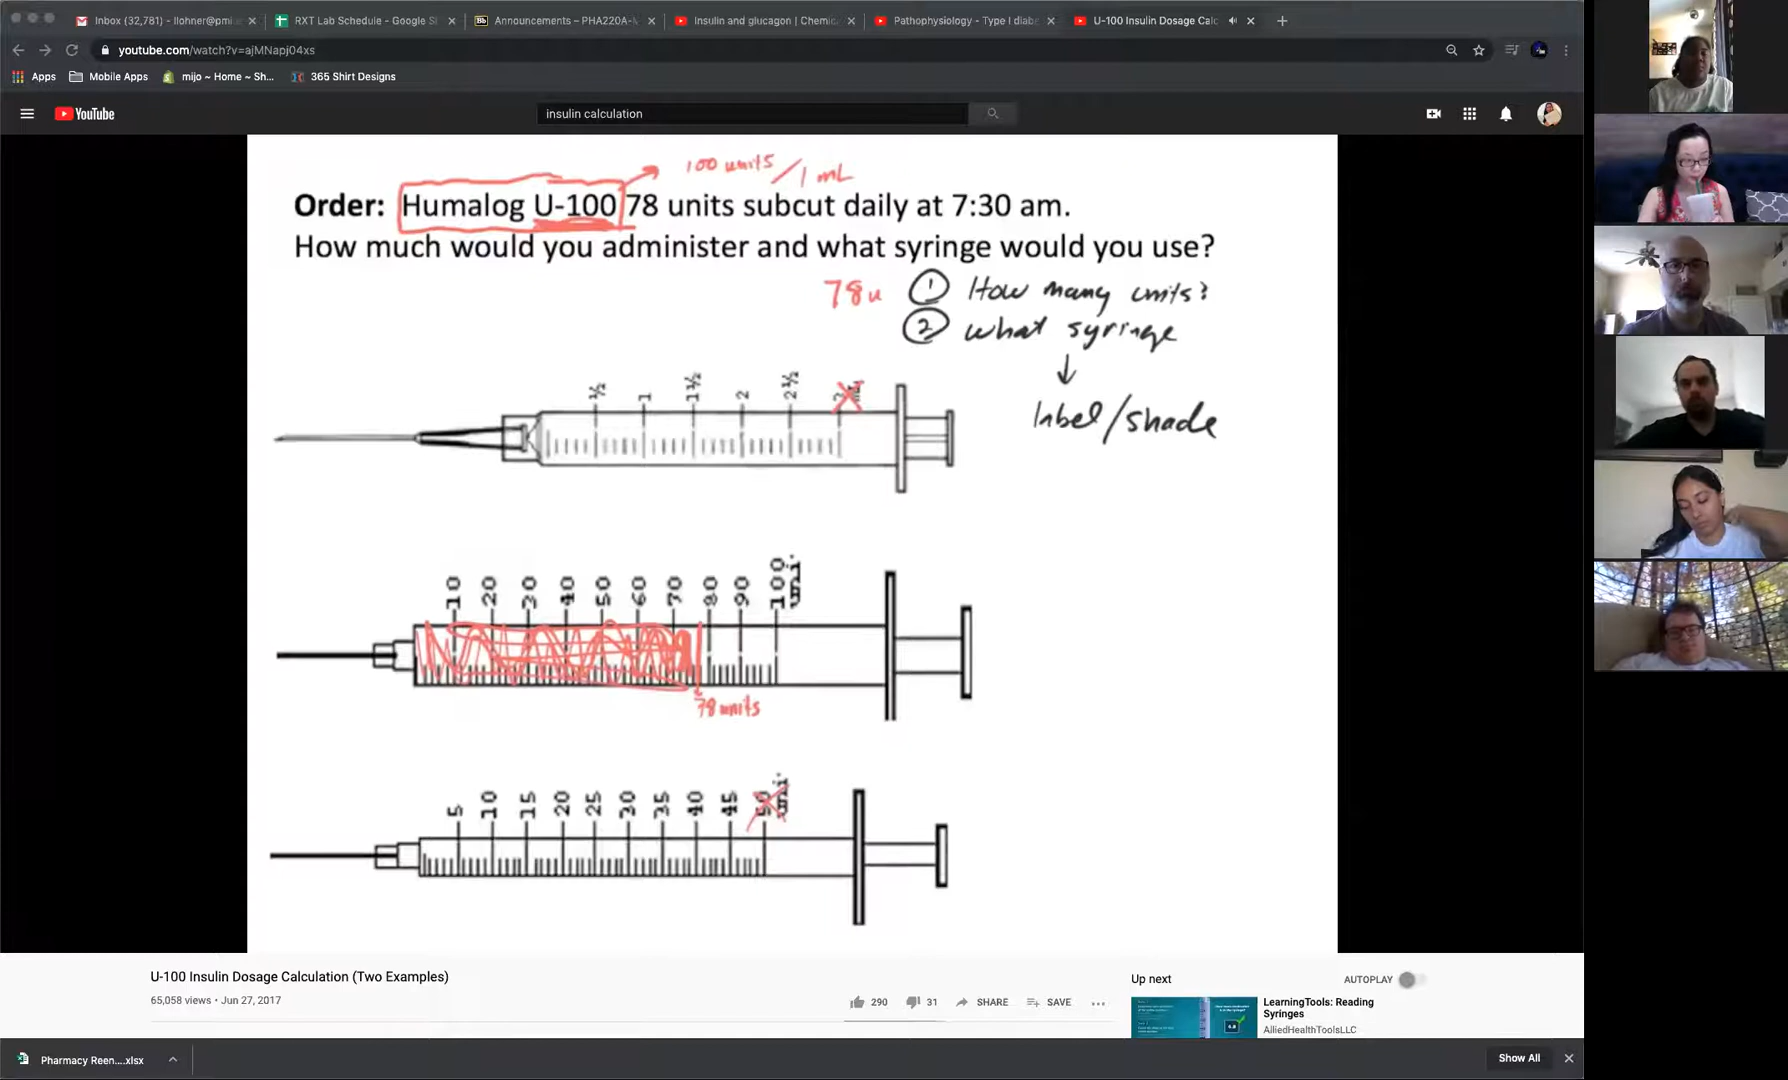 Inbox (32,781) - llohner@pmi
RXT Lab Schedule - Google S
Bb
Announcements – PHA220A-
Insulin and glucagon | Chemic
Pathophysiology - Type I diabe
U-100 Insulin Dosage Calc
youtube.com/watch?v=ajMNapj04xs
Apps
Mobile Apps
mijo ~ Home ~ Sh...
365 Shirt Designs
YouTube
insulin calculation
100 units/1 mL
Order: Humalog U-100 78 units subcut daily at 7:30 am.
How much would you administer and what syringe would you use?
78u
1 How many units?
2 what syringe
label/shade
½ 1 1½ 2 2½
10 20 30 40 50 60 70 80 90 100 uni.
78 units
5 10 15 20 25 30 35 40 45 50 uni.
U-100 Insulin Dosage Calculation (Two Examples)
65,058 views • Jun 27, 2017
290
31
SHARE
SAVE
Up next
AUTOPLAY
LearningTools: Reading
Syringes
AlliedHealthToolsLLC
Pharmacy Reen....xlsx
Show All